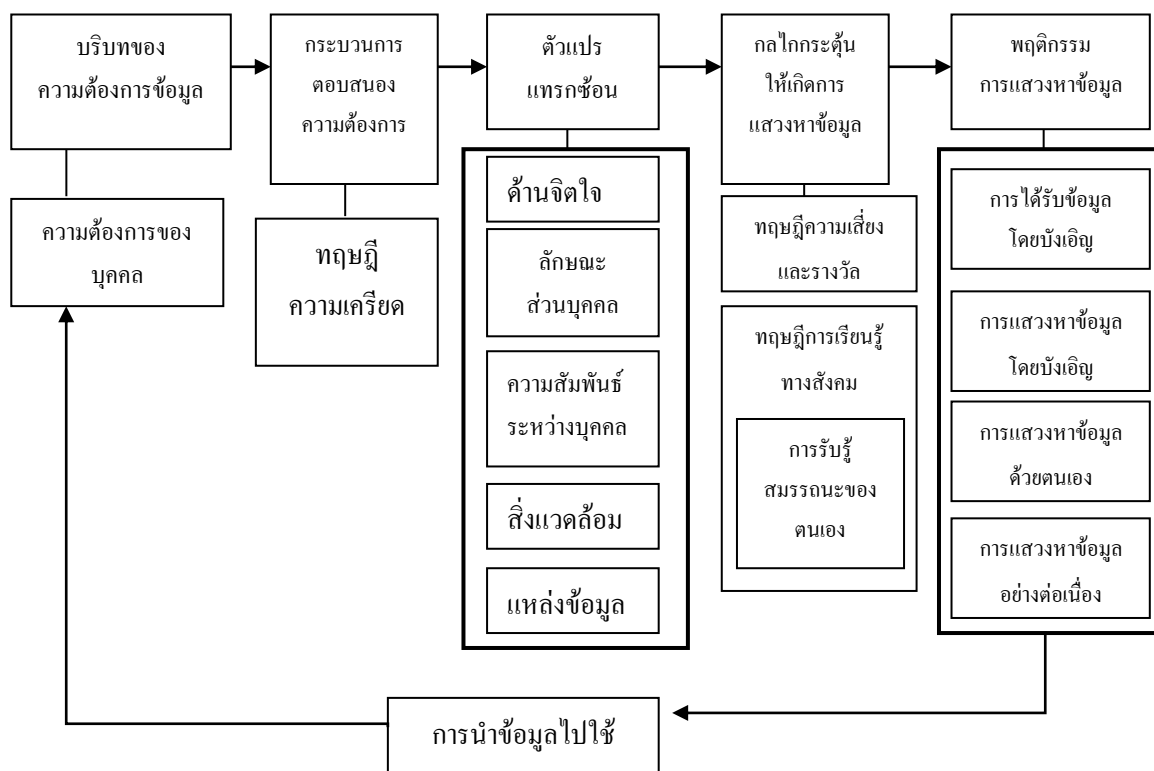 บริบทของ
ความต้องการข้อมูล
กระบวนการ
ตอบสนอง
ความต้องการ
ตัวแปร
แทรกซ้อน
กลไกกระตุ้น
ให้เกิดการ
แสวงหาข้อมูล
พฤติกรรม
การแสวงหาข้อมูล
ความต้องการของ
บุคคล
ทฤษฎี
ความเครียด
ด้านจิตใจ
ลักษณะ
ส่วนบุคคล
ความสัมพันธ์
ระหว่างบุคคล
สิ่งแวดล้อม
แหล่งข้อมูล
ทฤษฎีความเสี่ยง
และรางวัล
ทฤษฎีการเรียนรู้
ทางสังคม
การรับรู้
สมรรถนะของ
ตนเอง
การได้รับข้อมูล
โดยบังเอิญ
การแสวงหาข้อมูล
โดยบังเอิญ
การแสวงหาข้อมูล
ด้วยตนเอง
การแสวงหาข้อมูล
อย่างต่อเนื่อง
การนำข้อมูลไปใช้